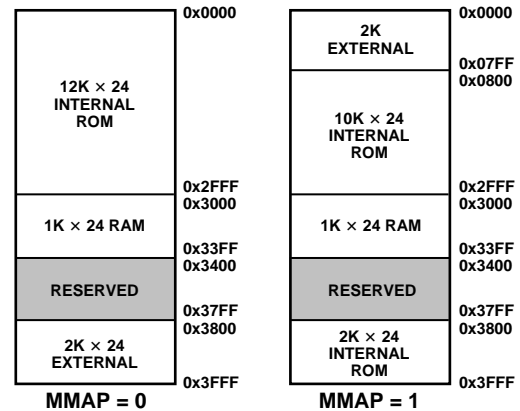 0x0000
12K × 24
INTERNAL
ROM
0x2FFF
0x3000
1K × 24 RAM
0x33FF
0x3400
RESERVED
0x37FF
0x3800
2K × 24
EXTERNAL
0x3FFF
MMAP = 0
0x0000
2K
EXTERNAL
0x07FF
0x0800
10K × 24
INTERNAL
ROM
0x2FFF
0x3000
1K × 24 RAM
0x33FF
0x3400
RESERVED
0x37FF
0x3800
2K × 24
INTERNAL
ROM
0x3FFF
MMAP = 1